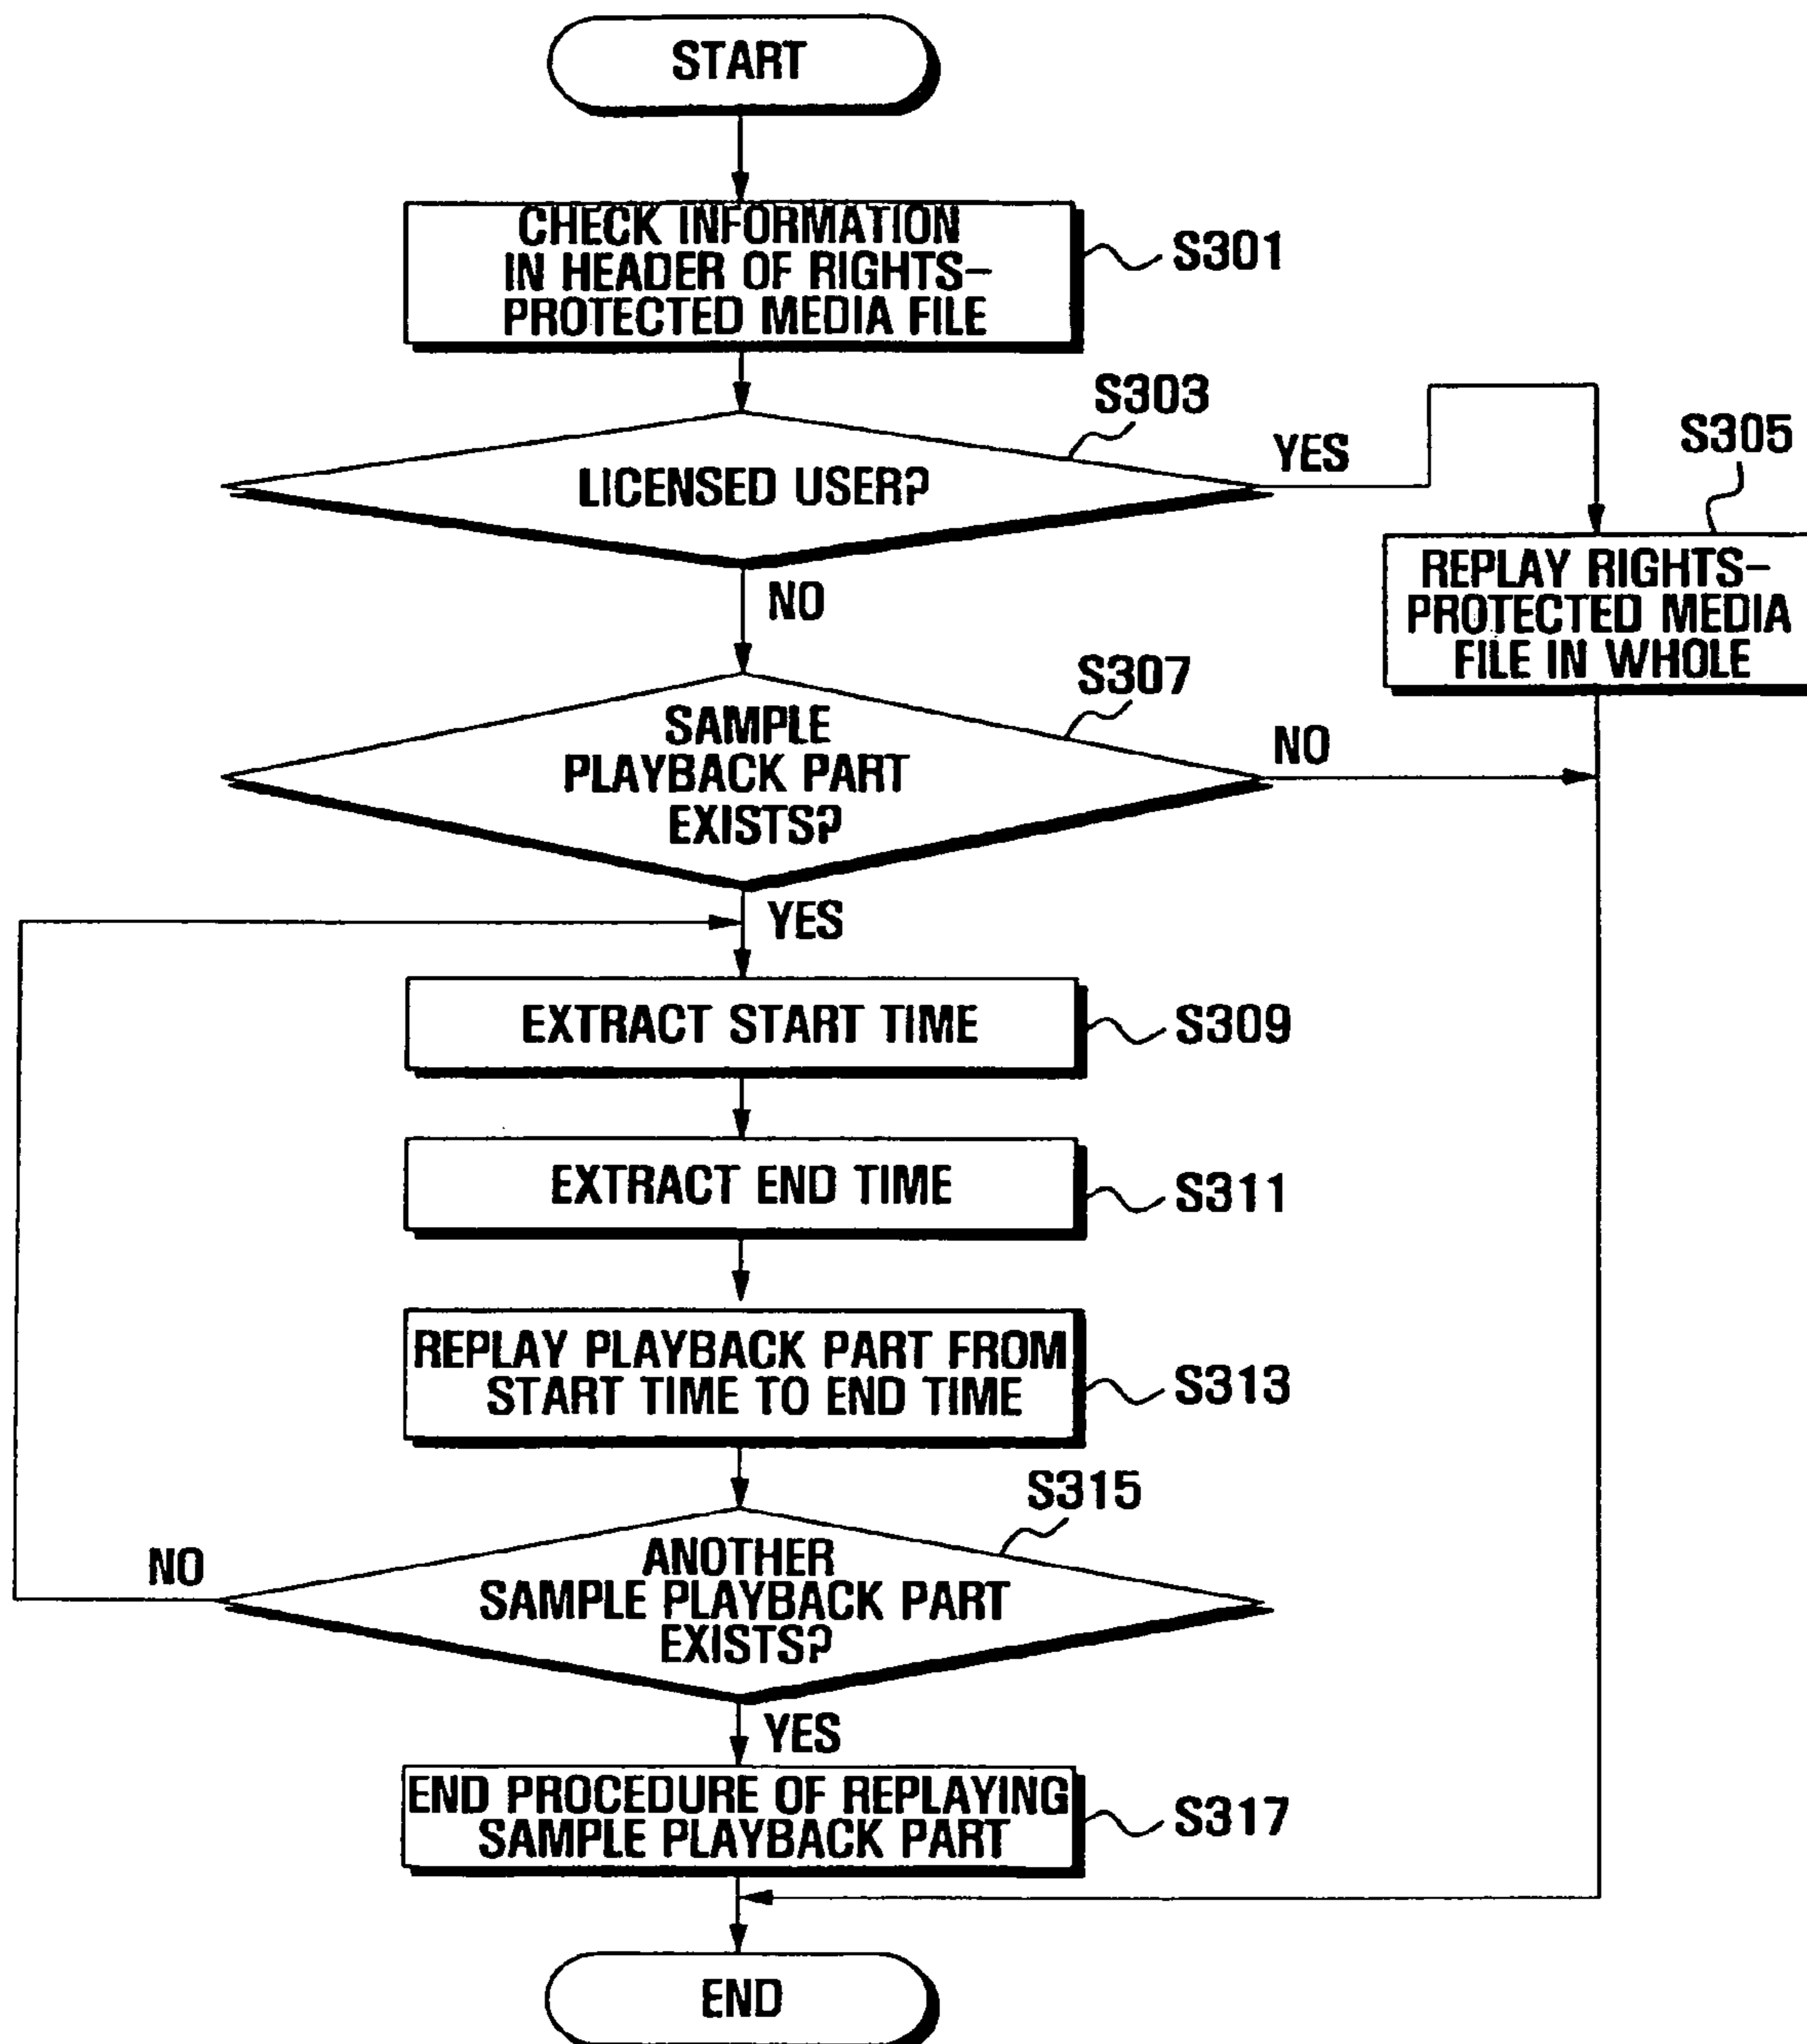 START
CHECK INFORMATION
IN HEADER OF RIGHTS-
PROTECTED MEDIA FILE
S301
S303
LICENSED USER?
YES
S305
REPLAY RIGHTS-
PROTECTED MEDIA
FILE IN WHOLE
NO
S307
SAMPLE
PLAYBACK PART
EXISTS?
NO
YES
EXTRACT START TIME
S309
EXTRACT END TIME
S311
REPLAY PLAYBACK PART FROM
START TIME TO END TIME
S313
S315
ANOTHER
SAMPLE PLAYBACK PART
EXISTS?
NO
YES
END PROCEDURE OF REPLAYING
SAMPLE PLAYBACK PART
S317
END